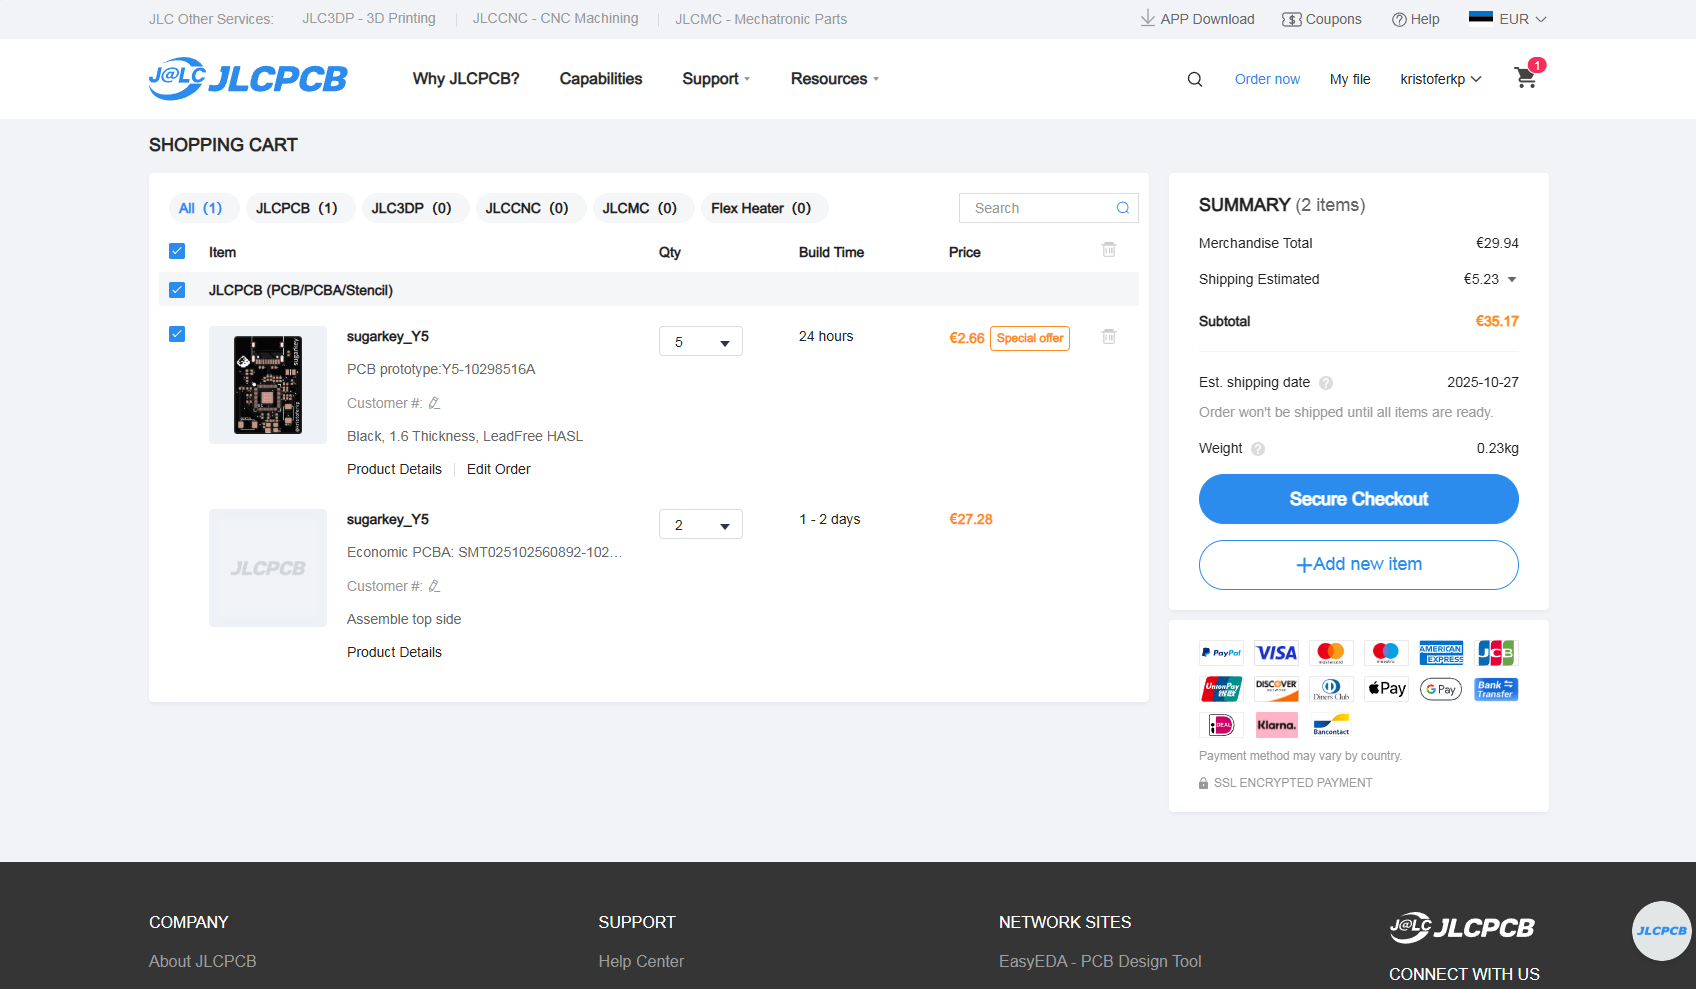 JLC Other Services: JLC3DP - 3D Printing JLCCNC - CNC Machining JLCMC - Mechatronic Parts APP Download Coupons Help EUR
J@LC JLCPCB Why JLCPCB? Capabilities Support Resources Order now My file kristoferkp 1
SHOPPING CART
All (1) JLCPCB (1) JLC3DP (0) JLCCNC (0) JLCMC (0) Flex Heater (0) Search
Item Qty Build Time Price
JLCPCB (PCB/PCBA/Stencil)
sugarkey_Y5 5 24 hours €2.66 Special offer
PCB prototype:Y5-10298516A
Customer #:
Black, 1.6 Thickness, LeadFree HASL
Product Details Edit Order
sugarkey
@kristoferkp
sugarkey_Y5 2 1 - 2 days €27.28
Economic PCBA: SMT025102560892-102...
JLCPCB
Customer #:
Assemble top side
Product Details
SUMMARY (2 items)
Merchandise Total €29.94
Shipping Estimated €5.23
Subtotal €35.17
Est. shipping date ? 2025-10-27
Order won't be shipped until all items are ready.
Weight ? 0.23kg
Secure Checkout
+Add new item
PayPal VISA mastercard maestro AMERICAN EXPRESS JCB
UnionPay 银联 DISCOVER NETWORK Diners Club Pay G Pay Bank Transfer
iDEAL Klarna. Bancontact
Payment method may vary by country.
SSL ENCRYPTED PAYMENT
COMPANY SUPPORT NETWORK SITES J@LC JLCPCB
JLCPCB
About JLCPCB Help Center EasyEDA - PCB Design Tool
CONNECT WITH US